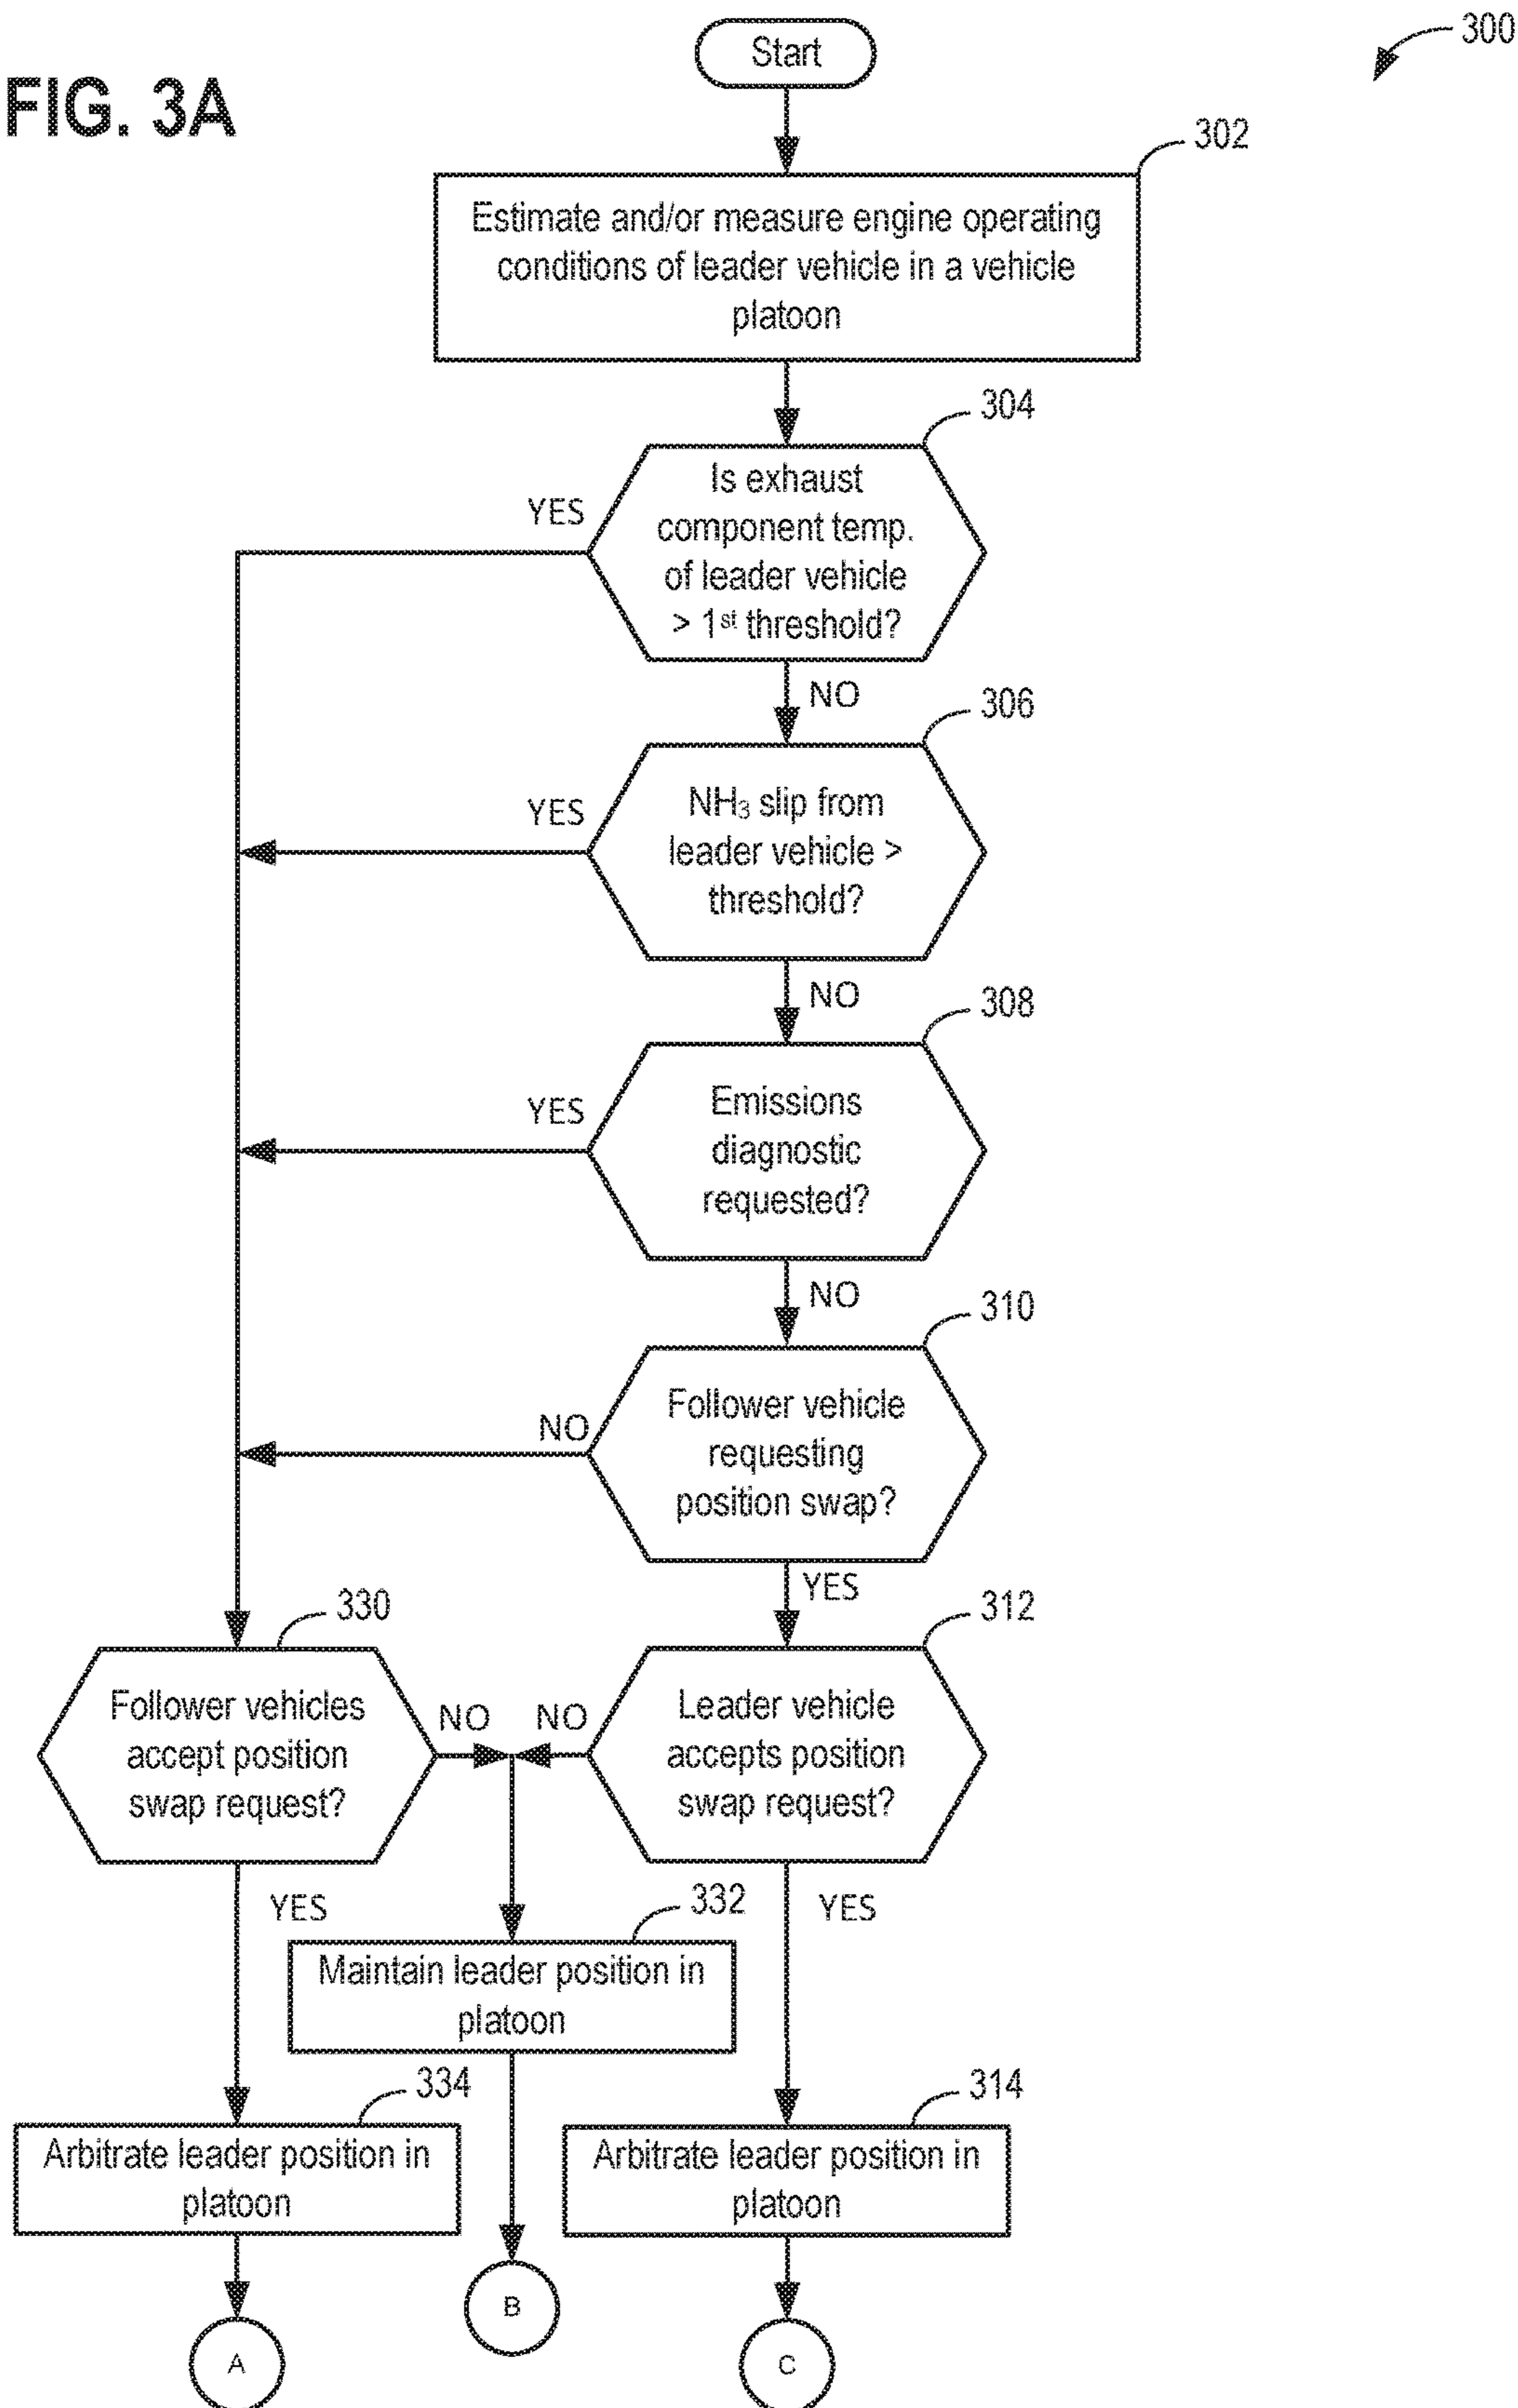 FIG. 3A
300
Start
302
Estimate and/or measure engine operating
conditions of leader vehicle in a vehicle
platoon
304
Is exhaust
component temp.
of leader vehicle
> 1st threshold?
YES
NO
306
NH₃ slip from
leader vehicle >
threshold?
YES
NO
308
Emissions
diagnostic
requested?
YES
NO
310
Follower vehicle
requesting
position swap?
NO
YES
330
Follower vehicles
accept position
swap request?
NO
NO
312
Leader vehicle
accepts position
swap request?
YES
332
Maintain leader position in
platoon
YES
334
Arbitrate leader position in
platoon
314
Arbitrate leader position in
platoon
A
B
C